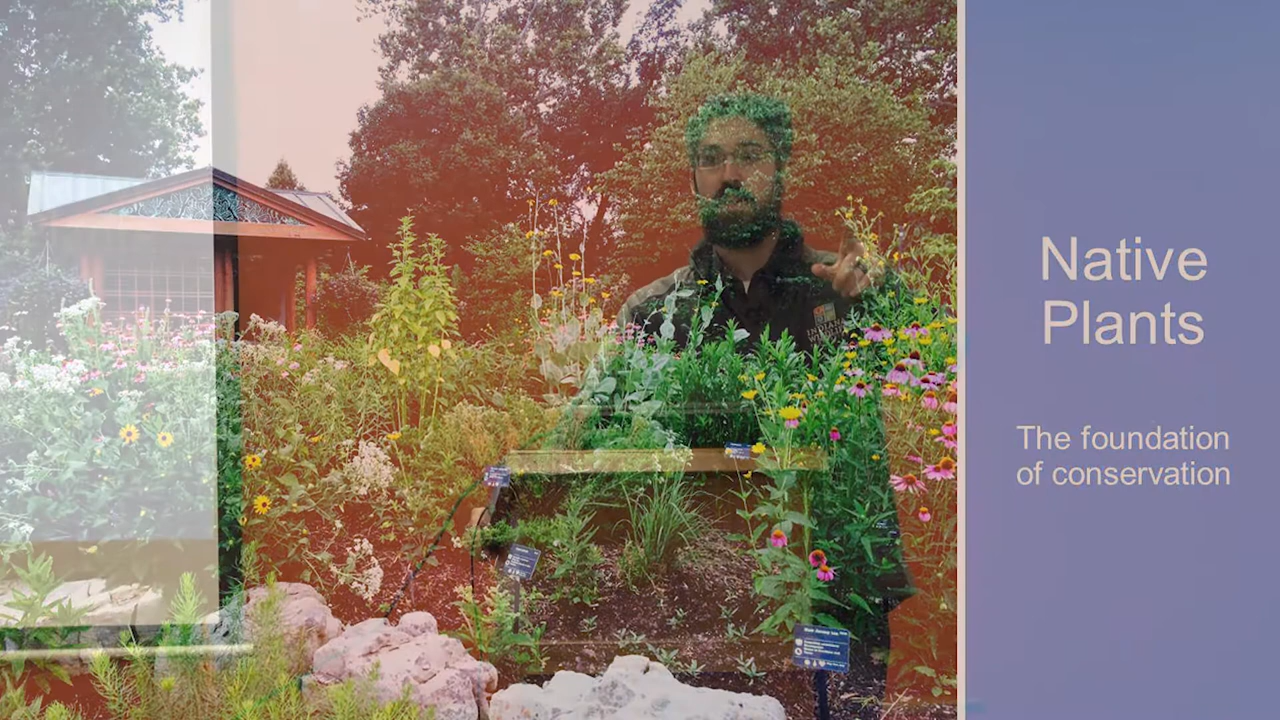 Native
Plants
The foundation
of conservation